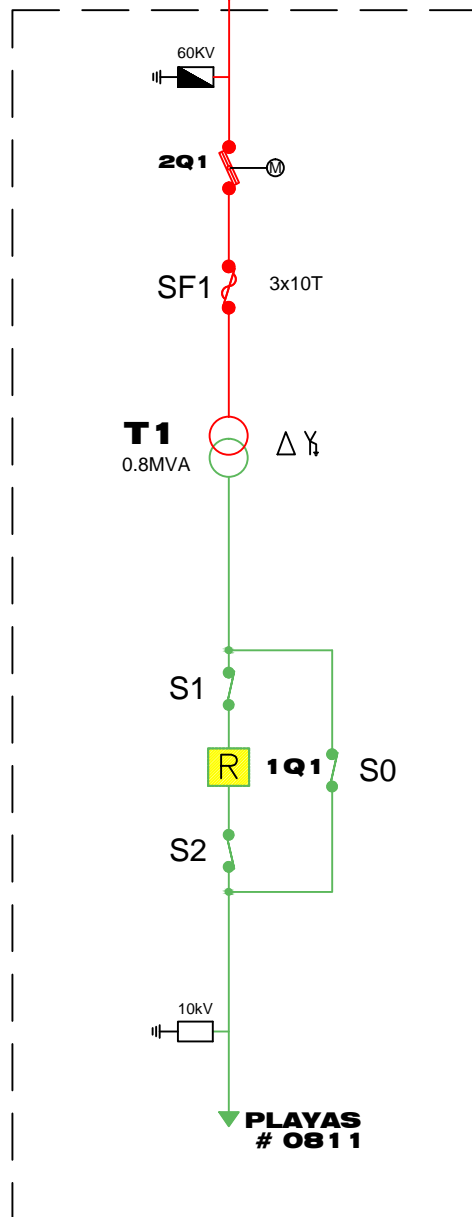 60KV
2Q1
M
SF1
3x10T
T1
0.8MVA
S1
R
1Q1
S0
S2
10kV
PLAYAS
# 0811